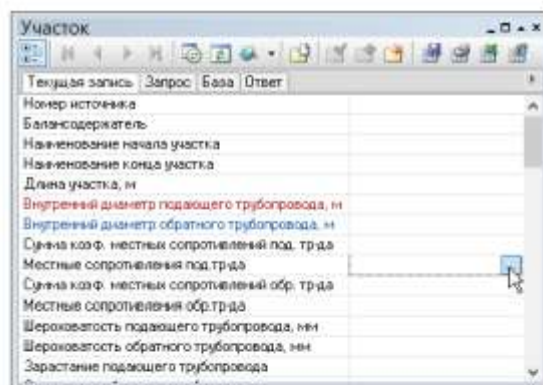 Участок
Текущая запись Запрос База Ответ
Номер источника
Балансодержатель
Наименование начала участка
Наименование конца участка
Длина участка, м
Внутренний диаметр подающего трубопровода, м
Внутренний диаметр обратного трубопровода, м
Сумма коэф. местных сопротивлений под. тр-да
Местные сопротивления под.тр-да
Сумма коэф. местных сопротивлений обр. тр-да
Местные сопротивления обр.тр-да
Шероховатость подающего трубопровода, мм
Шероховатость обратного трубопровода, мм
Зарастание подающего трубопровода